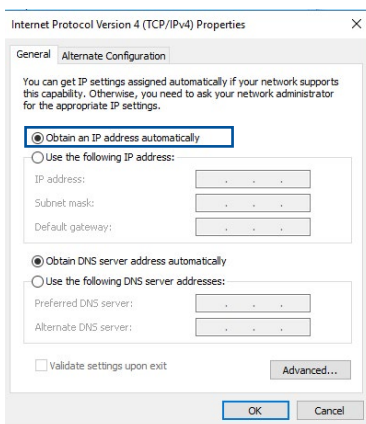 Internet Protocol Version 4 (TCP/IPv4) Properties
General
Alternate Configuration
You can get IP settings assigned automatically if your network supports
this capability. Otherwise, you need to ask your network administrator
for the appropriate IP settings.
Obtain an IP address automatically
Use the following IP address:
IP address:
Subnet mask:
Default gateway:
Obtain DNS server address automatically
Use the following DNS server addresses:
Preferred DNS server:
Alternate DNS server:
Validate settings upon exit
Advanced...
OK
Cancel